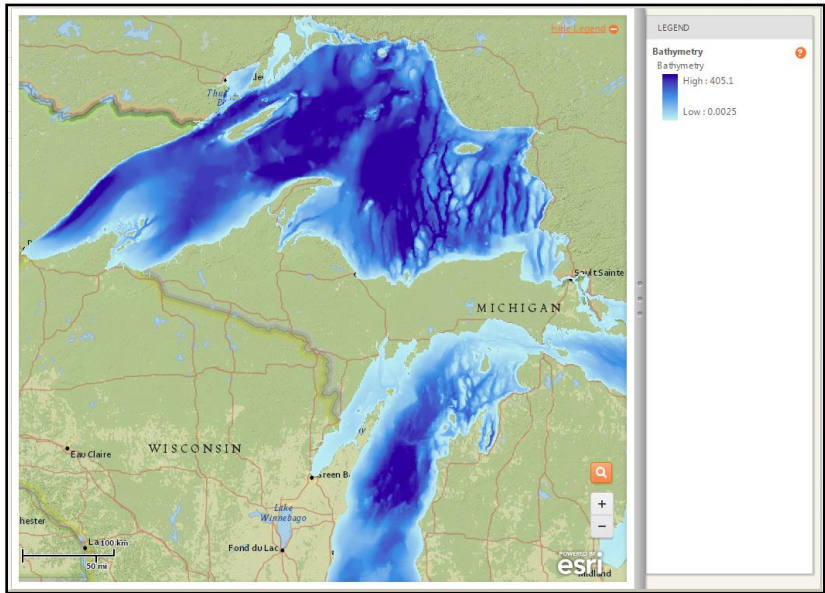 Hide Legend
LEGEND
Bathymetry
Bathymetry
High : 405.1
Low : 0.0025
Sault Sainte
MICHIGAN
WISCONSIN
Eau Claire
Lake
Winnebago
Fond du Lac
100 km
50 mi
+
−
POWERED BY
esri
Midland